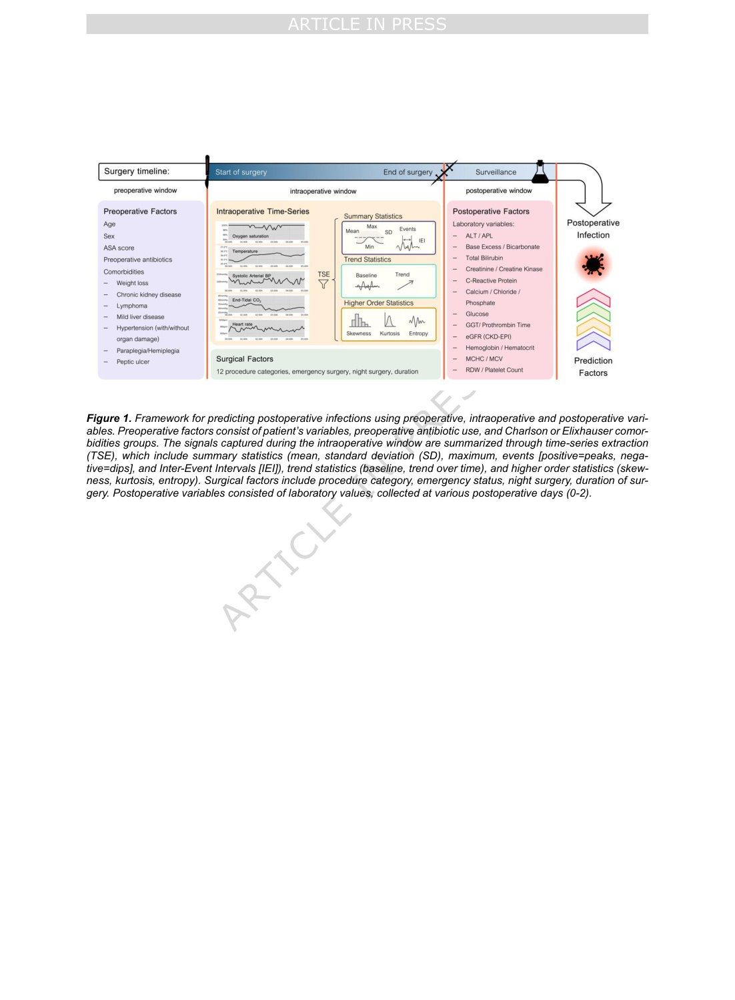 ARTICLE IN PRESS
Surgery timeline:
Start of surgery
End of surgery
Surveillance
preoperative window
intraoperative window
postoperative window
Preoperative Factors
Age
Sex
ASA score
Preoperative antibiotics
Comorbidities
– Weight loss
– Chronic kidney disease
– Lymphoma
– Mild liver disease
– Hypertension (with/without
organ damage)
– Paraplegia/Hemiplegia
– Peptic ulcer
Intraoperative Time-Series
Oxygen saturation
Temperature
Systolic Arterial BP
End-Tidal CO2
Heart rate
TSE
Summary Statistics
Mean
Max
SD
Min
Events
IEI
Trend Statistics
Baseline
Trend
Higher Order Statistics
Skewness
Kurtosis
Entropy
Surgical Factors
12 procedure categories, emergency surgery, night surgery, duration
Postoperative Factors
Laboratory variables:
– ALT / APL
– Base Excess / Bicarbonate
– Total Bilirubin
– Creatinine / Creatine Kinase
– C-Reactive Protein
– Calcium / Chloride /
Phosphate
– Glucose
– GGT/ Prothrombin Time
– eGFR (CKD-EPI)
– Hemoglobin / Hematocrit
– MCHC / MCV
– RDW / Platelet Count
Postoperative
Infection
Prediction
Factors
Figure 1. Framework for predicting postoperative infections using preoperative, intraoperative and postoperative vari-
ables. Preoperative factors consist of patient's variables, preoperative antibiotic use, and Charlson or Elixhauser comor-
bidities groups. The signals captured during the intraoperative window are summarized through time-series extraction
(TSE), which include summary statistics (mean, standard deviation (SD), maximum, events [positive=peaks, nega-
tive=dips], and Inter-Event Intervals [IEI]), trend statistics (baseline, trend over time), and higher order statistics (skew-
ness, kurtosis, entropy). Surgical factors include procedure category, emergency status, night surgery, duration of sur-
gery. Postoperative variables consisted of laboratory values, collected at various postoperative days (0-2).
ARTICLE IN PRESS